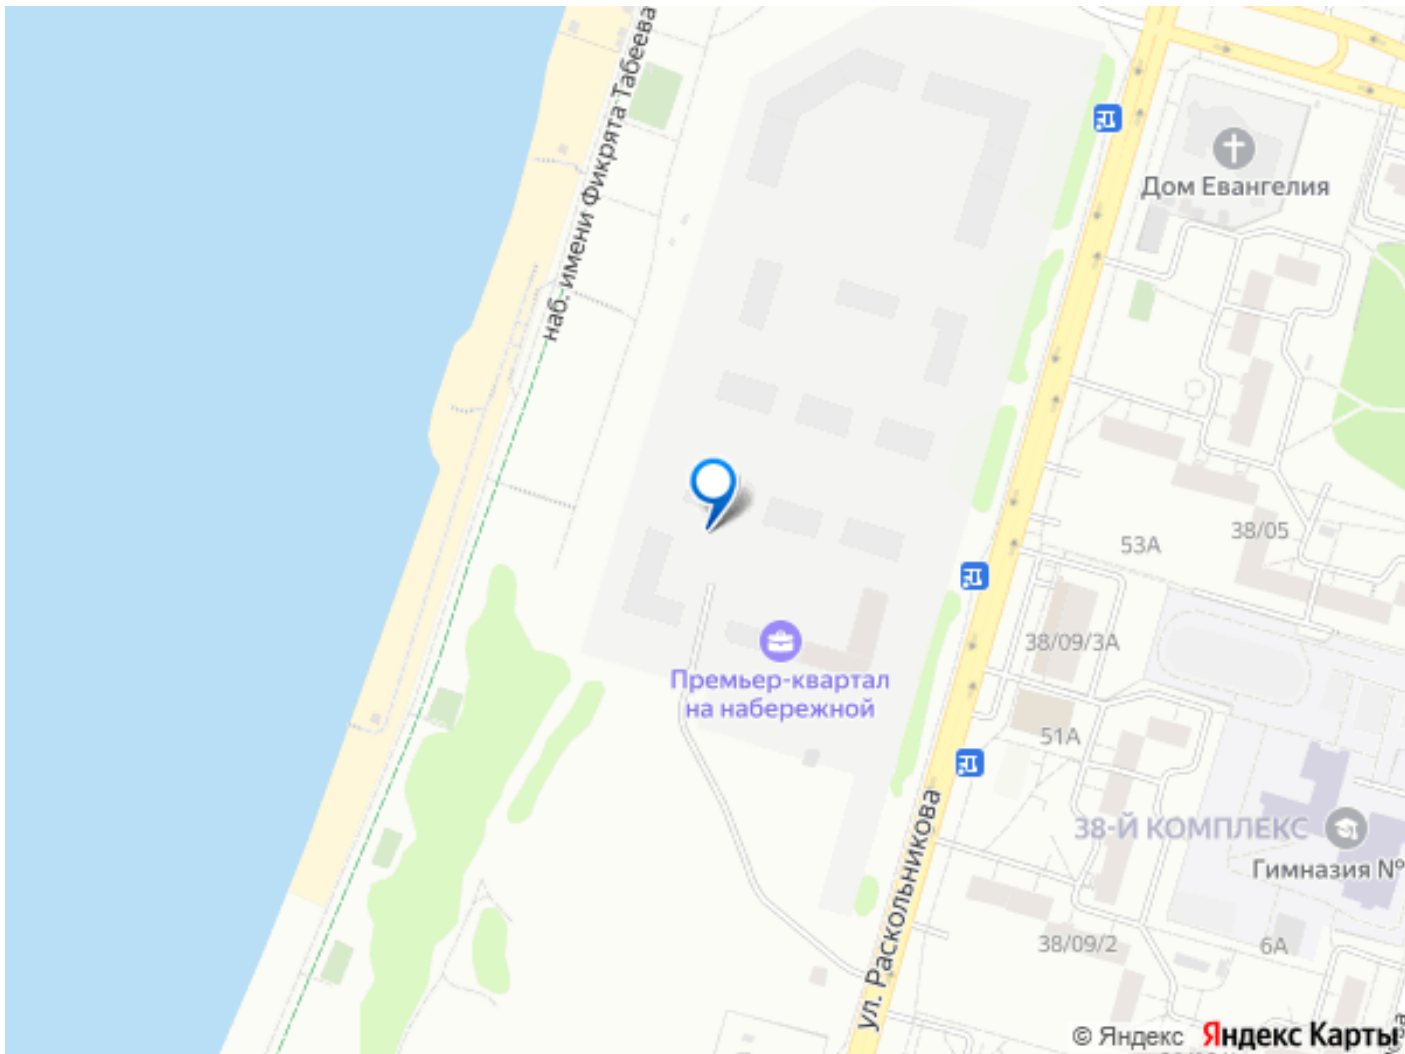 наб. имени Фикрята Табеева
Дом Евангелия
38/05
53А
38/09/3А
Премьер-квартал
на набережной
51А
38-Й КОМПЛЕКС
Гимназия №
ул. Раскольникова
38/09/2
6А
© Яндекс Яндекс Карты